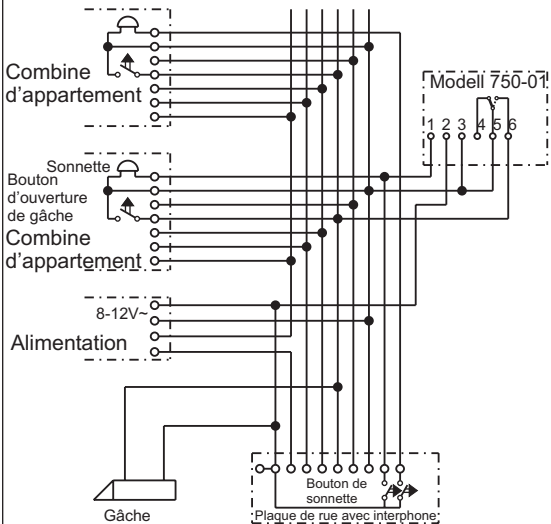 Combine
d'appartement
Modell 750-01
1 2 3 4 5 6
Sonnette
Bouton
d'ouverture
de gâche
Combine
d'appartement
8-12V~
Alimentation
Bouton de
sonnette
Gâche
Plaque de rue avec interphone